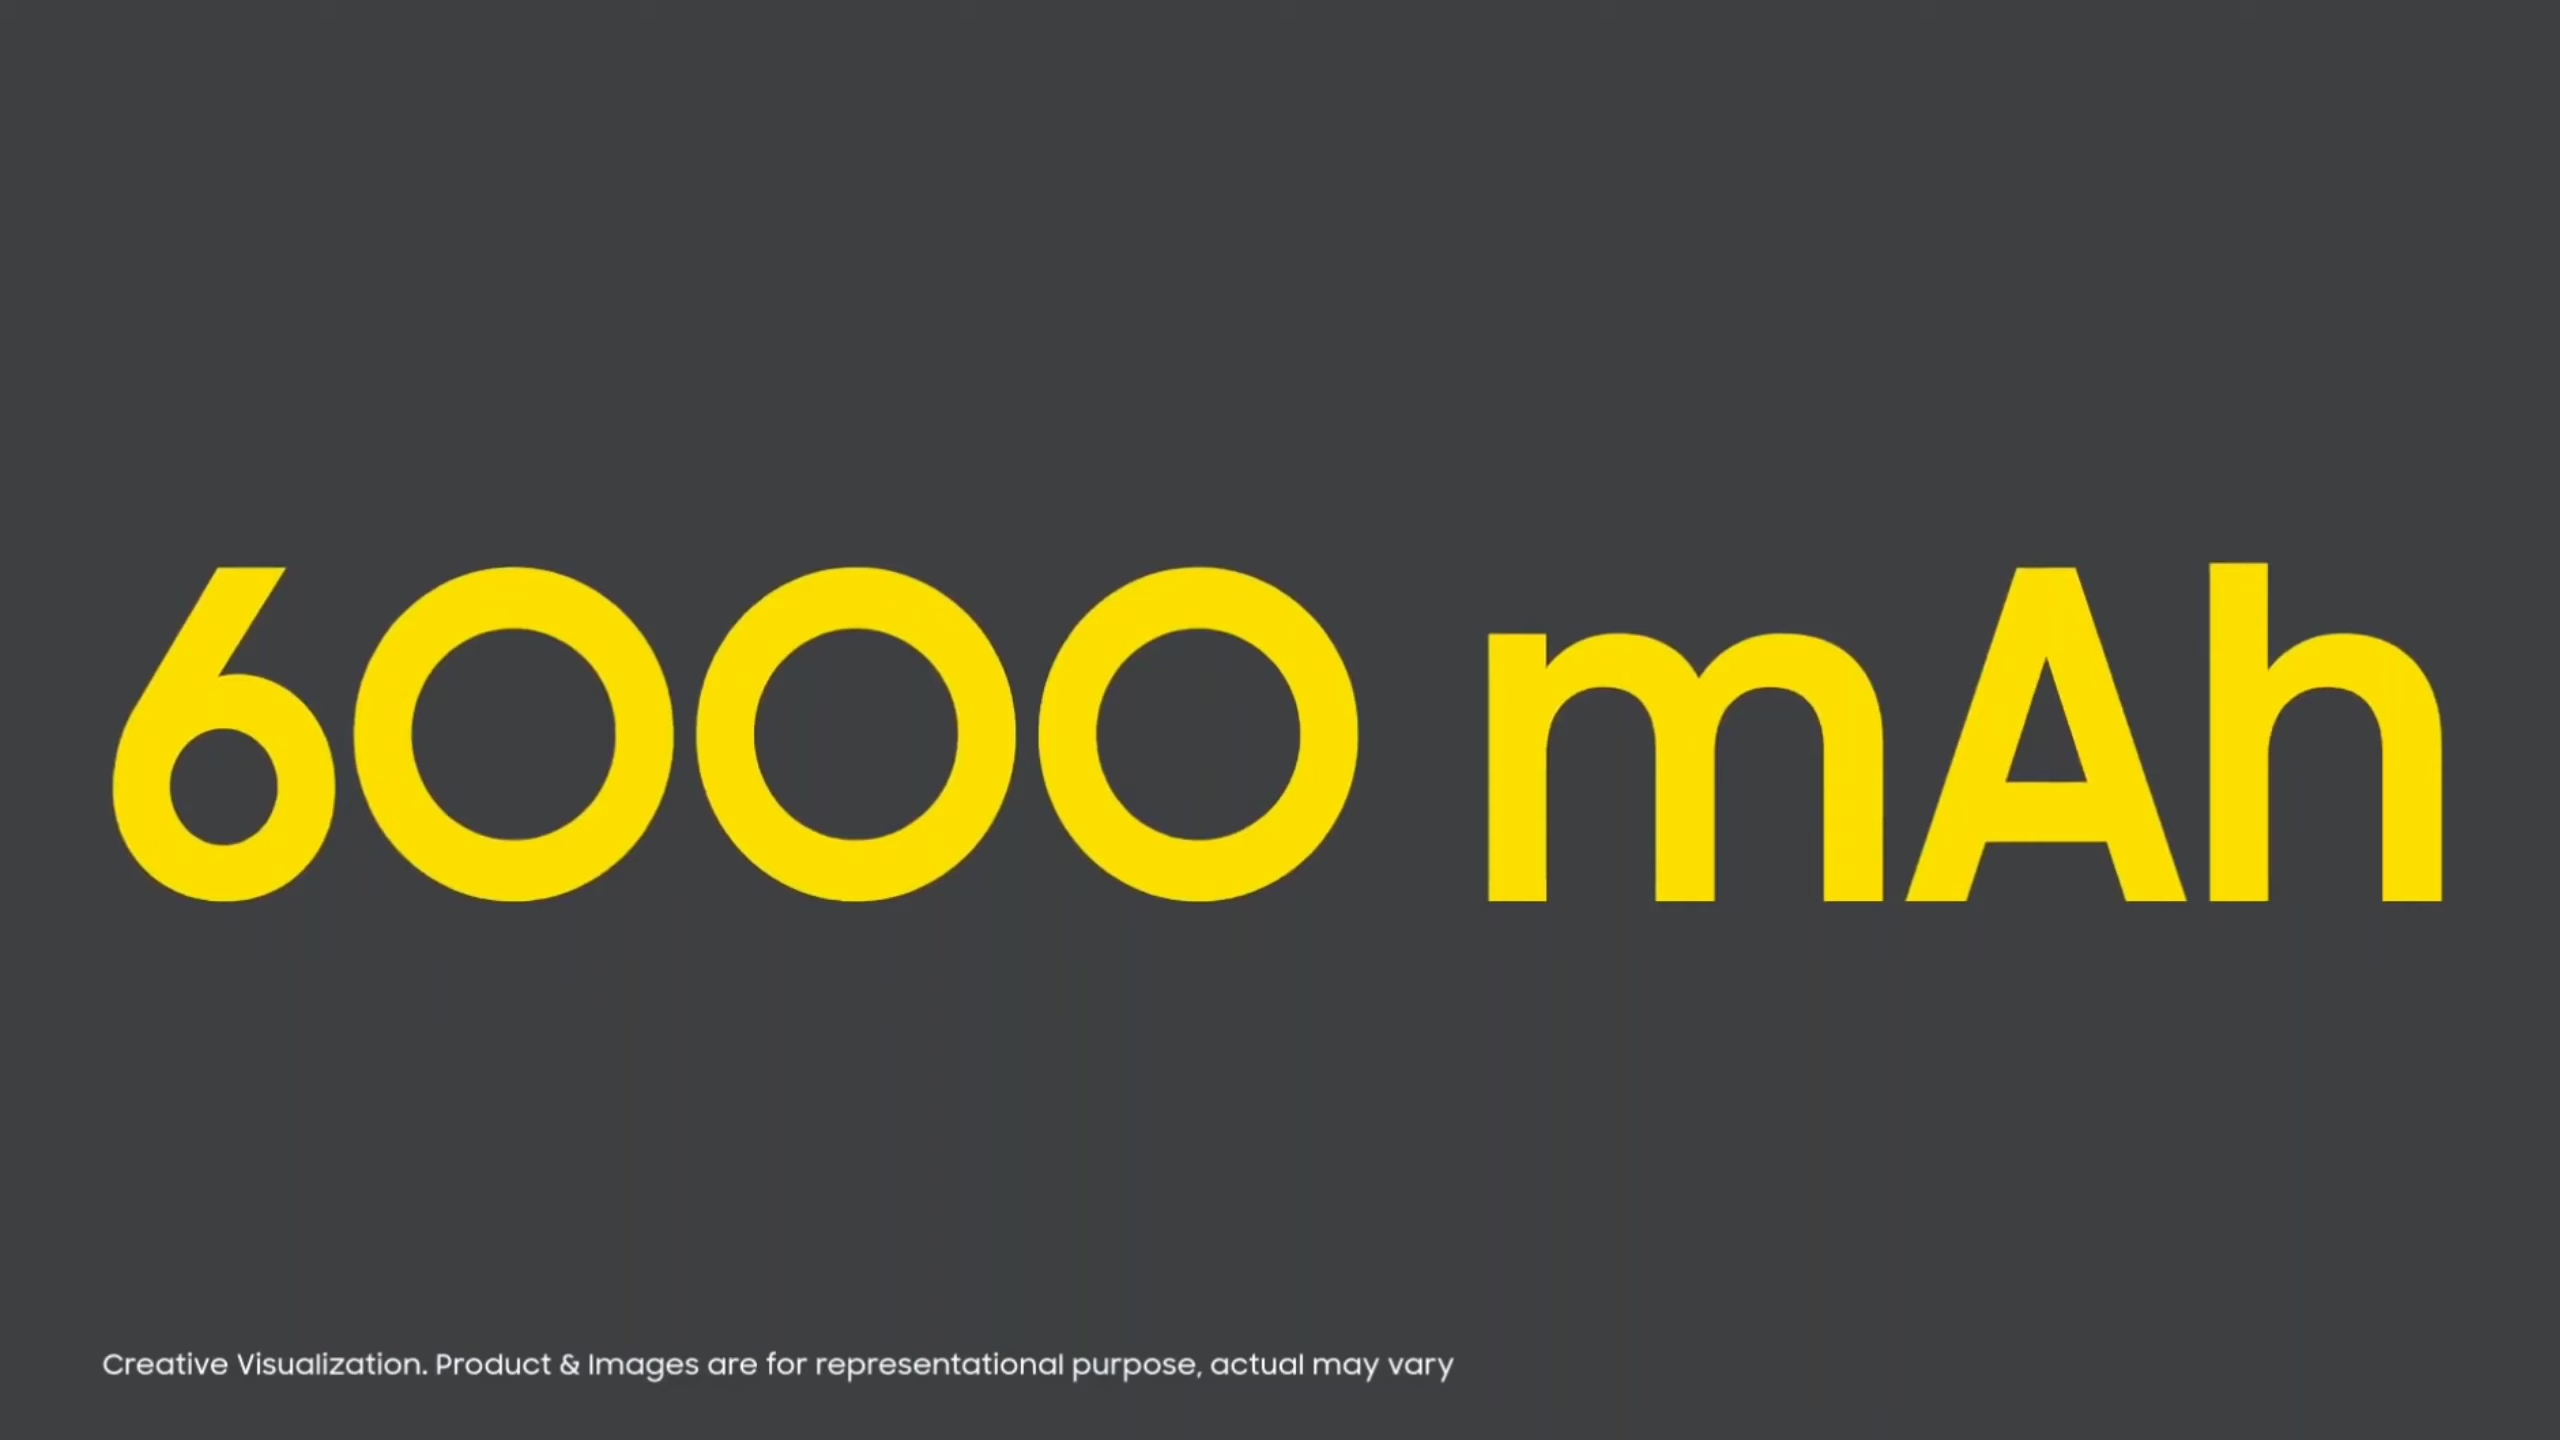 6000 mAh
Creative Visualization. Product & Images are for representational purpose, actual may vary